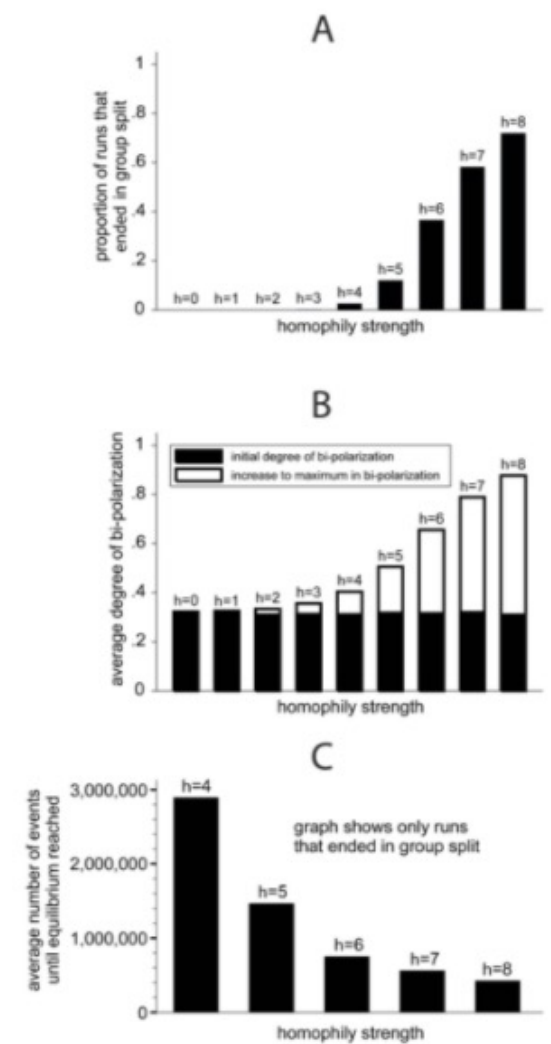 A
proportion of runs that
ended in group split
1
.8
.6
.4
.2
0
h=0 h=1 h=2 h=3 h=4 h=5 h=6 h=7 h=8
homophily strength
B
average degree of bi-polarization
1
.8
.6
.4
.2
0
initial degree of bi-polarization
increase to maximum in bi-polarization
h=0 h=1 h=2 h=3 h=4 h=5 h=6 h=7 h=8
homophily strength
C
average number of events
until equilibrium reached
3,000,000
2,000,000
1,000,000
0
graph shows only runs
that ended in group split
h=4 h=5 h=6 h=7 h=8
homophily strength